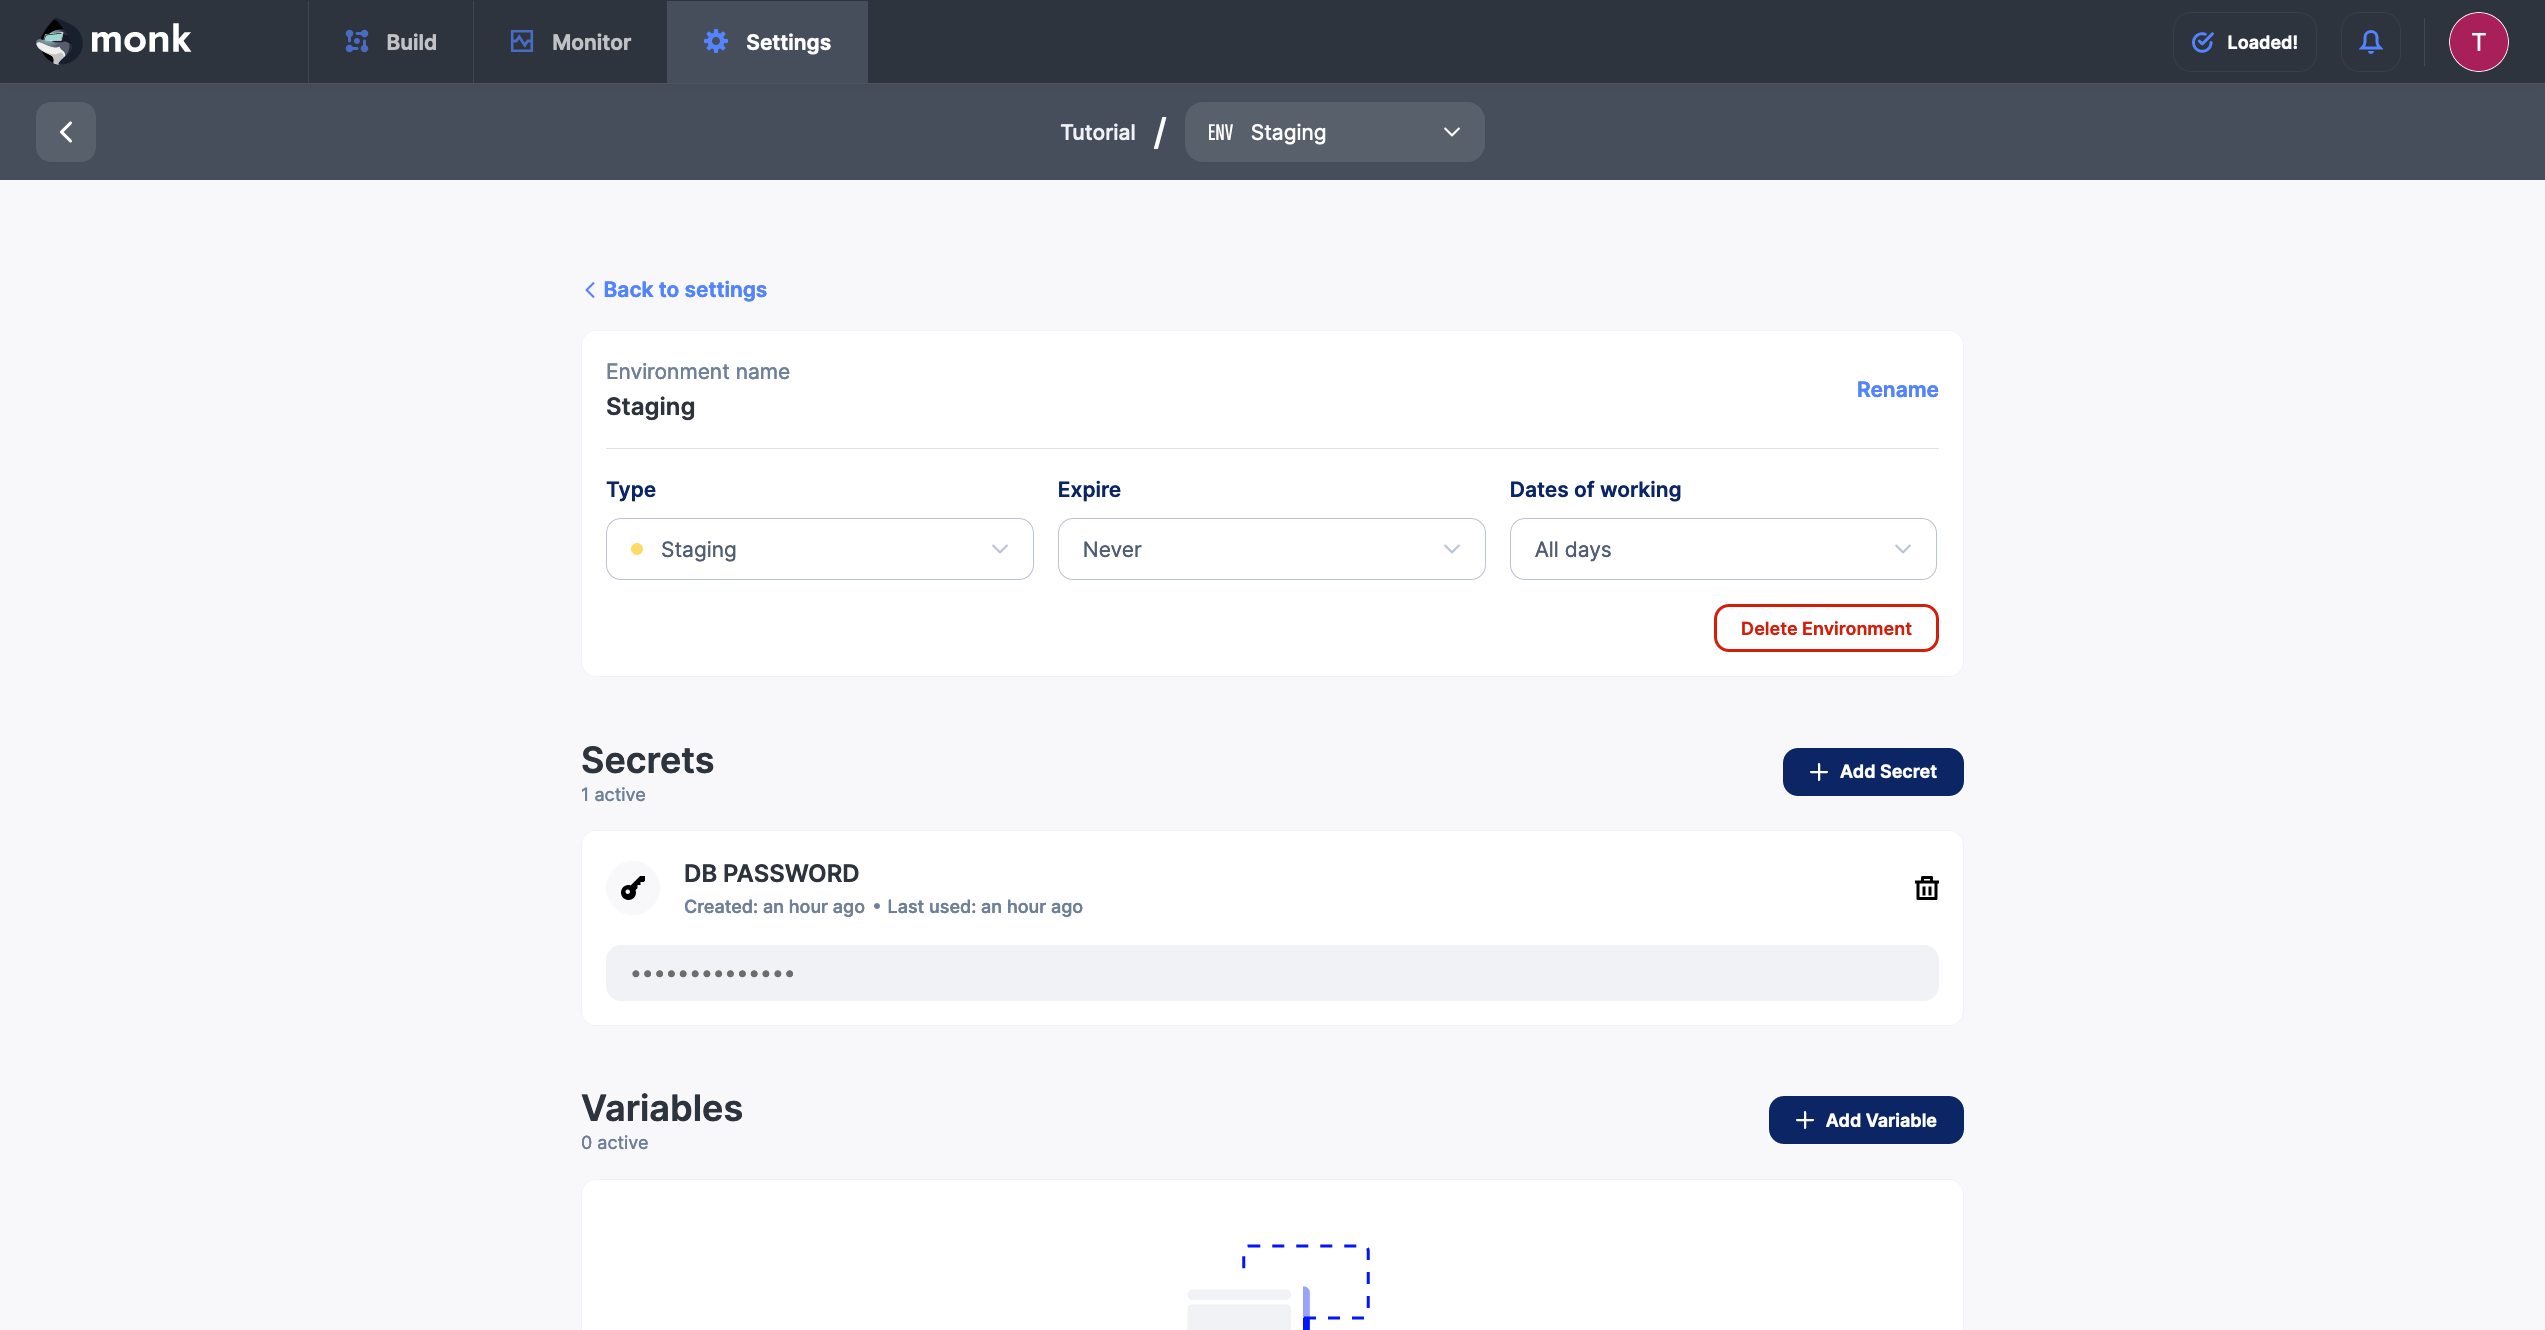 monk
Build
Monitor
Settings
Loaded!
T
Tutorial / ENV Staging
Back to settings
Environment name
Staging
Rename
Type
Expire
Dates of working
Staging
Never
All days
Delete Environment
Secrets
1 active
Add Secret
DB PASSWORD
Created: an hour ago • Last used: an hour ago
••••••••••••••
Variables
0 active
Add Variable